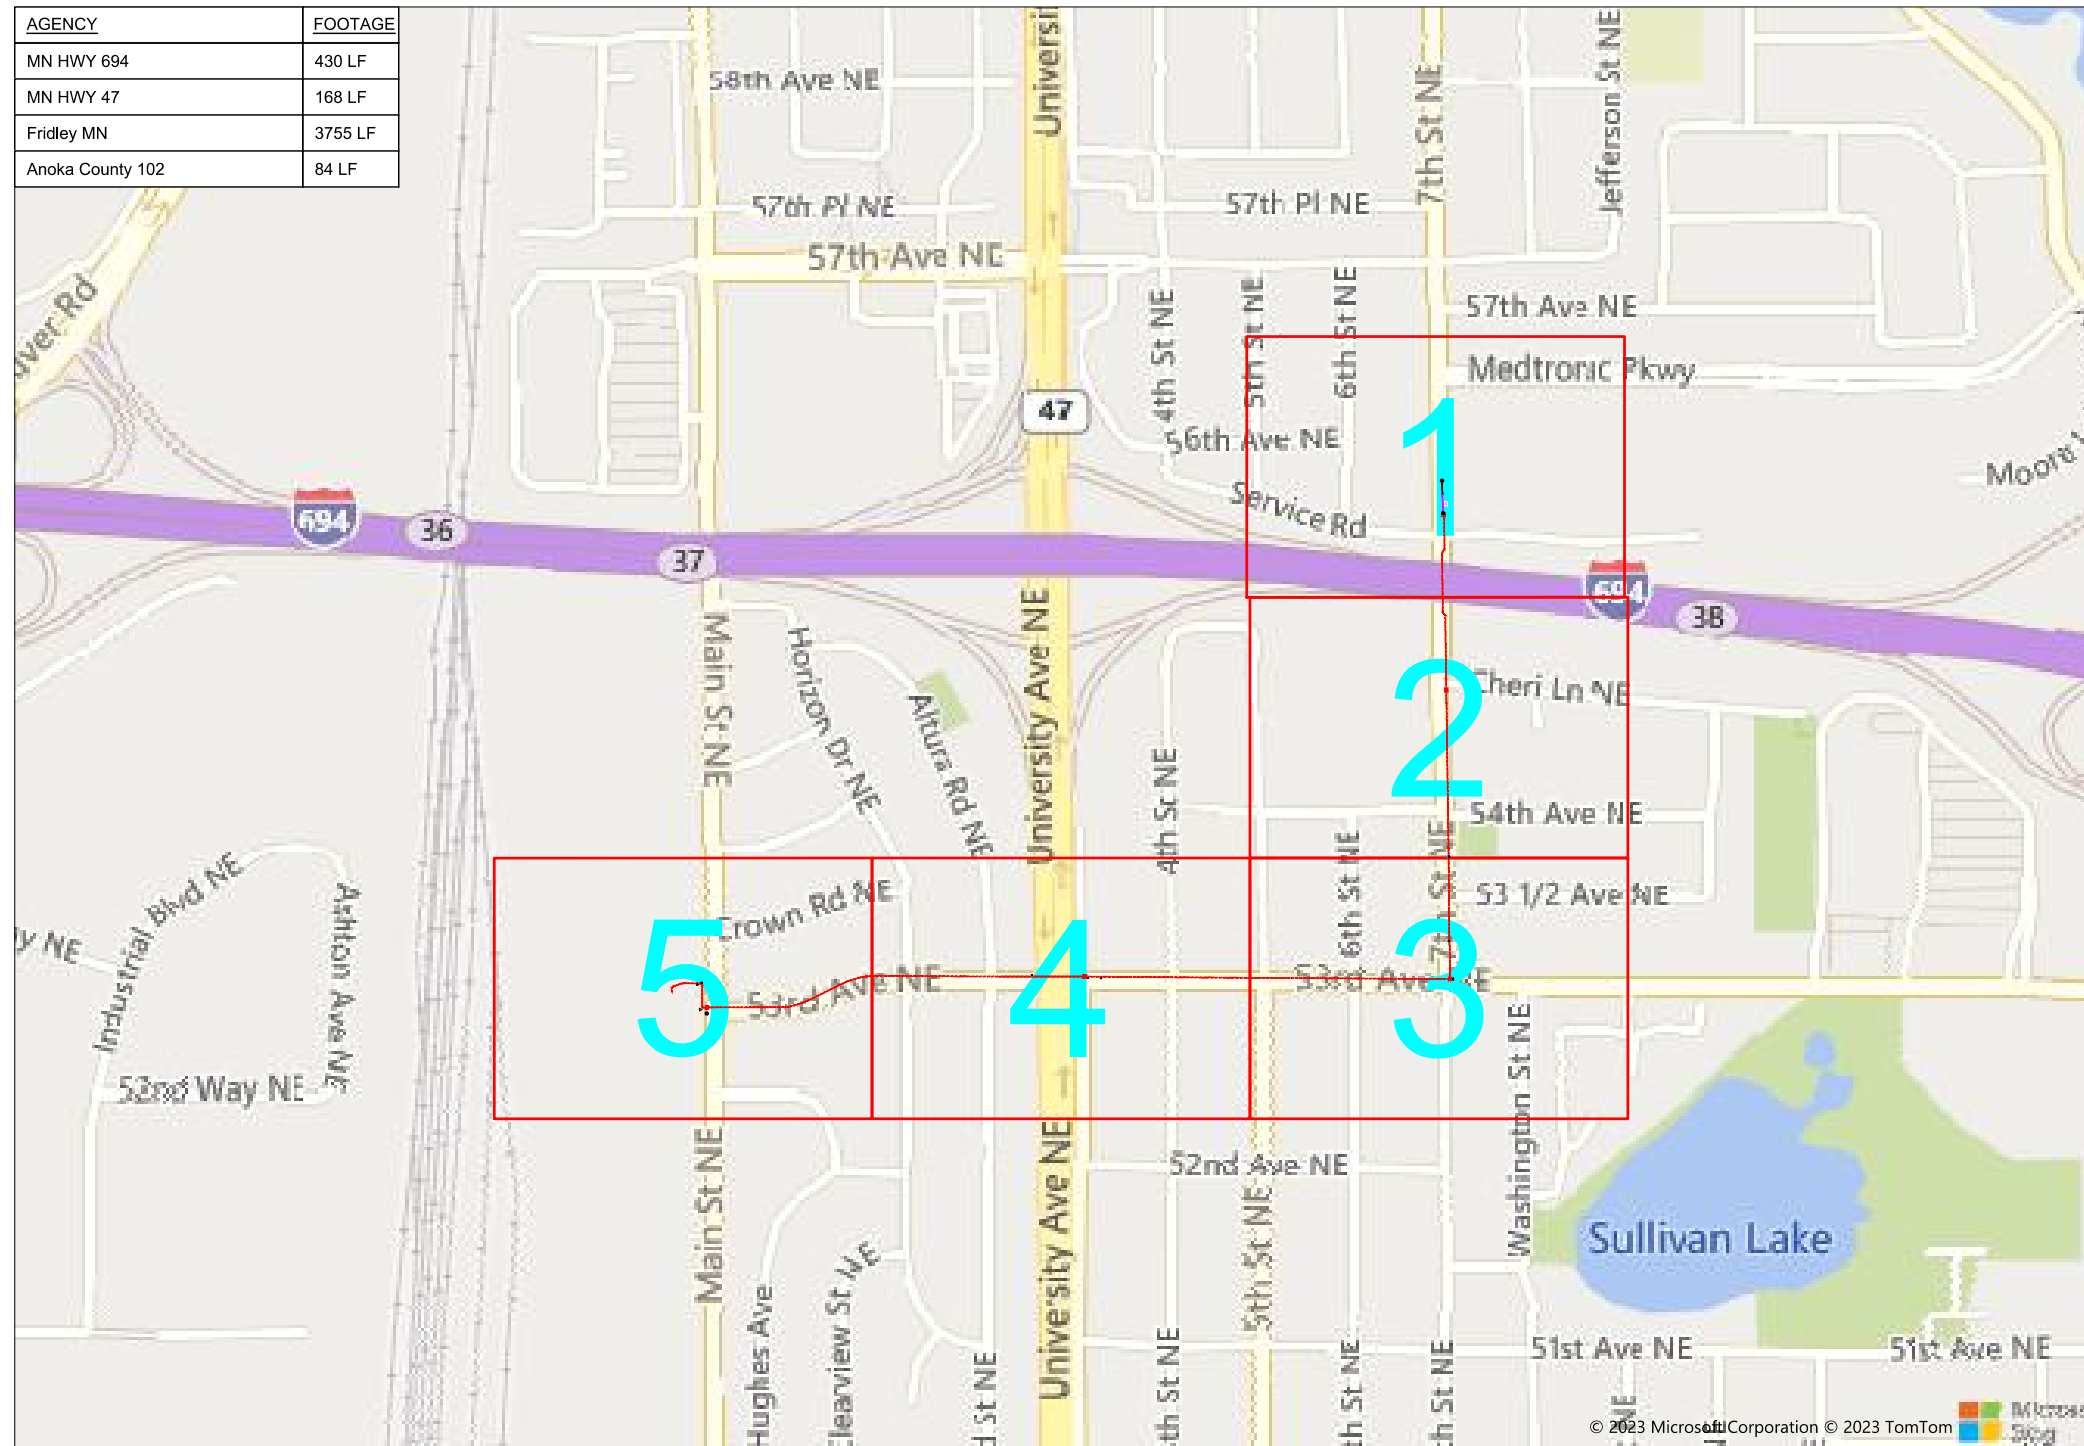 AGENCY FOOTAGE
MN HWY 694 430 LF
MN HWY 47 168 LF
Fridley MN 3755 LF
Anoka County 102 84 LF
58th Ave NE
7th St NE
Jefferson St NE
57th Pl NE
57th Pl NE
57th Ave NE
57th Ave NE
4th St NE
5th St NE
6th St NE
Medtronic Pkwy
47
56th Ave NE
1
Service Rd
694
36
37
694
38
Main St NE
Horizon Dr NE
Altura Rd NE
University Ave NE
4th St NE
2
Cheri Ln NE
54th Ave NE
6th St NE
7th St NE
53 1/2 Ave NE
Industrial Blvd NE
Ashton Ave NE
Crown Rd NE
5
4
3
53rd Ave NE
53rd Ave NE
52nd Way NE
Washington St NE
52nd Ave NE
Main St NE
University Ave NE
5th St NE
Sullivan Lake
Hughes Ave
Clearview St NE
51st Ave NE
51st Ave NE
© 2023 Microsoft Corporation © 2023 TomTom